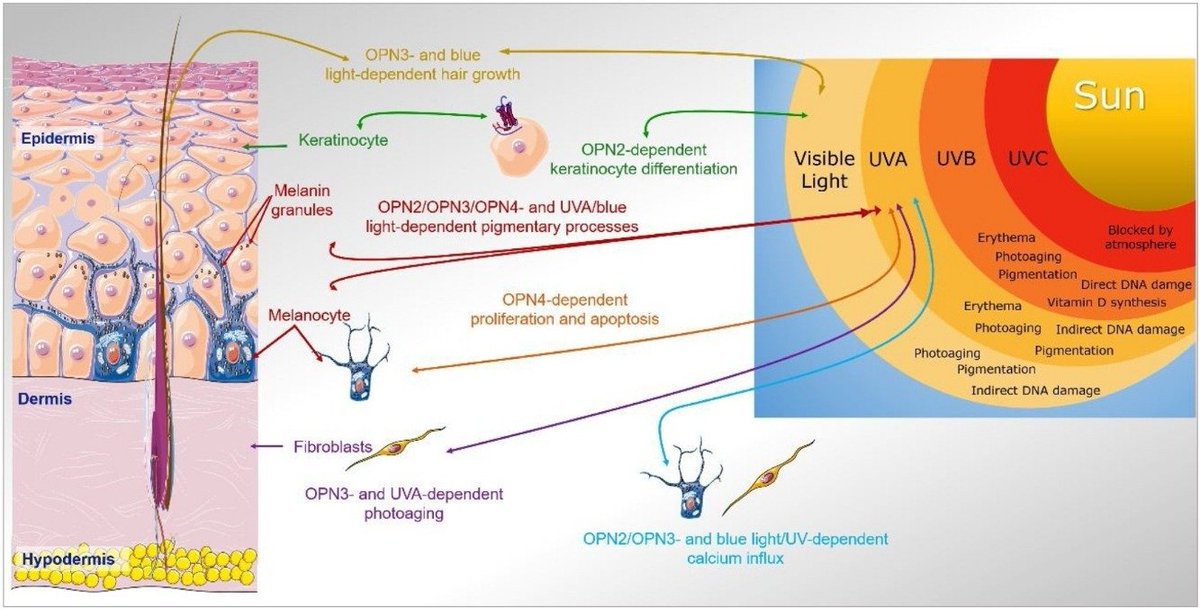 OPN3- and blue
light-dependent hair growth
Sun
Epidermis
Keratinocyte
OPN2-dependent
keratinocyte differentiation
Visible
Light
UVA
UVB
UVC
Melanin
granules
OPN2/OPN3/OPN4- and UVA/blue
light-dependent pigmentary processes
Blocked by
atmosphere
Erythema
Photoaging
Pigmentation
Direct DNA damge
Vitamin D synthesis
Erythema
Photoaging
Indirect DNA damage
Pigmentation
Photoaging
Pigmentation
Indirect DNA damage
OPN4-dependent
proliferation and apoptosis
Melanocyte
Dermis
Fibroblasts
OPN3- and UVA-dependent
photoaging
OPN2/OPN3- and blue light/UV-dependent
calcium influx
Hypodermis